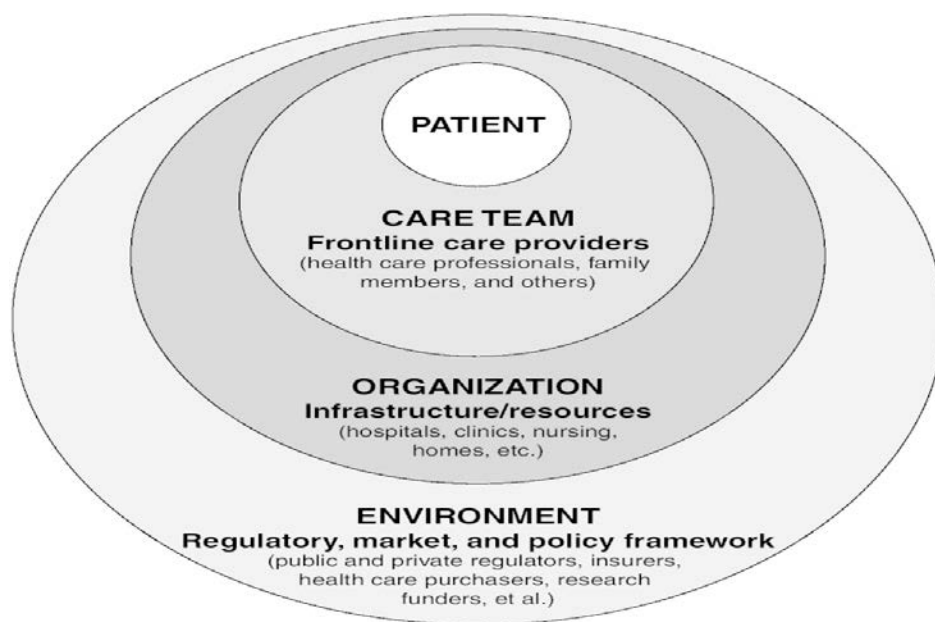 PATIENT
CARE TEAM
Frontline care providers
(health care professionals, family
members, and others)
ORGANIZATION
Infrastructure/resources
(hospitals, clinics, nursing,
homes, etc.)
ENVIRONMENT
Regulatory, market, and policy framework
(public and private regulators, insurers,
health care purchasers, research
funders, et al.)